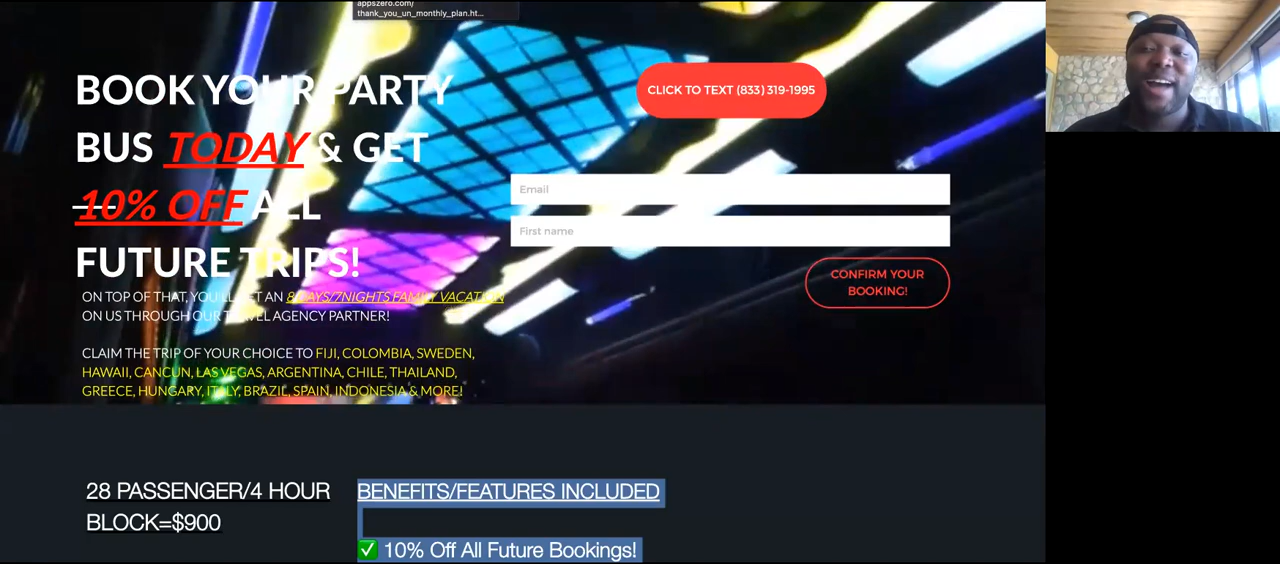 appszero.com/
thank_you_un_monthly_plan.ht...
BOOK YOUR PARTY
BUS TODAY & GET
10% OFF ALL
FUTURE TRIPS!
ON TOP OF THAT, YOU'LL GET AN 8 DAYS/7NIGHTS FAMILY VACATION
ON US THROUGH OUR TRAVEL AGENCY PARTNER!
CLAIM THE TRIP OF YOUR CHOICE TO FIJI, COLOMBIA, SWEDEN,
HAWAII, CANCUN, LAS VEGAS, ARGENTINA, CHILE, THAILAND,
GREECE, HUNGARY, ITALY, BRAZIL, SPAIN, INDONESIA & MORE!
CLICK TO TEXT (833) 319-1995
Email
First name
CONFIRM YOUR
BOOKING!
28 PASSENGER/4 HOUR
BLOCK=$900
BENEFITS/FEATURES INCLUDED
✅ 10% Off All Future Bookings!